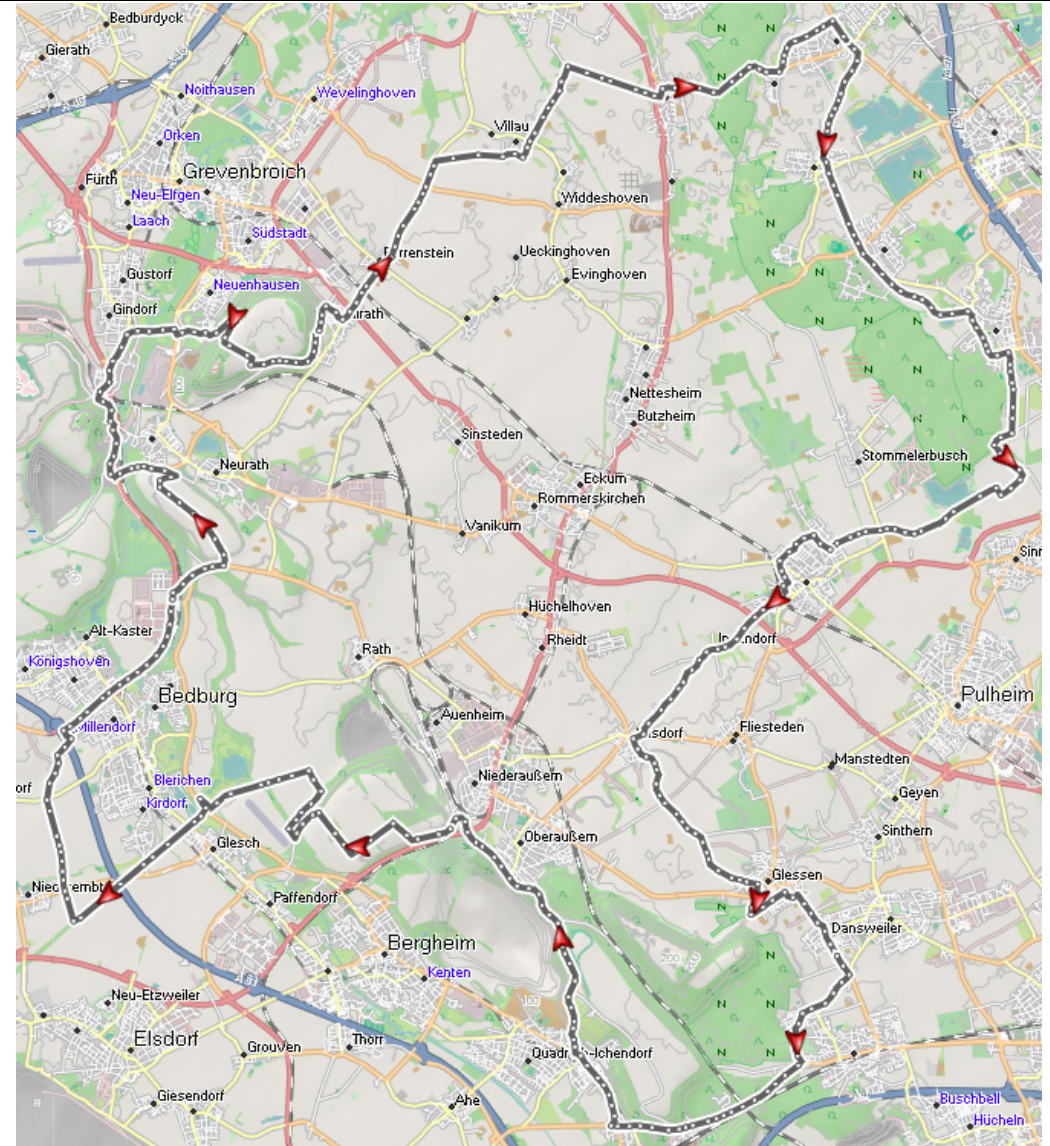 Bedburdyck
Gierath
Noithausen
Wevelinghoven
Orken
Villau
Grevenbroich
Fürth
Neu-Elfgen
Widdeshoven
Laach
Südstadt
Ueckinghoven
Gustorf
Evinghoven
Neuenhausen
Gindorf
Nettesheim
Butzheim
Sinsteden
Stommelerbusch
Neurath
Eckum
Rommerskirchen
Vanikum
Hüchelhoven
Alt-Kaster
Rheidt
Rath
Königshoven
Bedburg
Pulheim
Auenheim
Millendorf
Fliesteden
Manstedten
Niederaußem
Blerichen
Geyen
Kirdorf
Oberaußem
Sinthern
Glesch
Glessen
Paffendorf
Dansweiler
Bergheim
200
Kenten
A 61
Neu-Etzweiler
100
Elsdorf
Grouven
Thorr
Giesendorf
Ahe
Buschbell
Hücheln